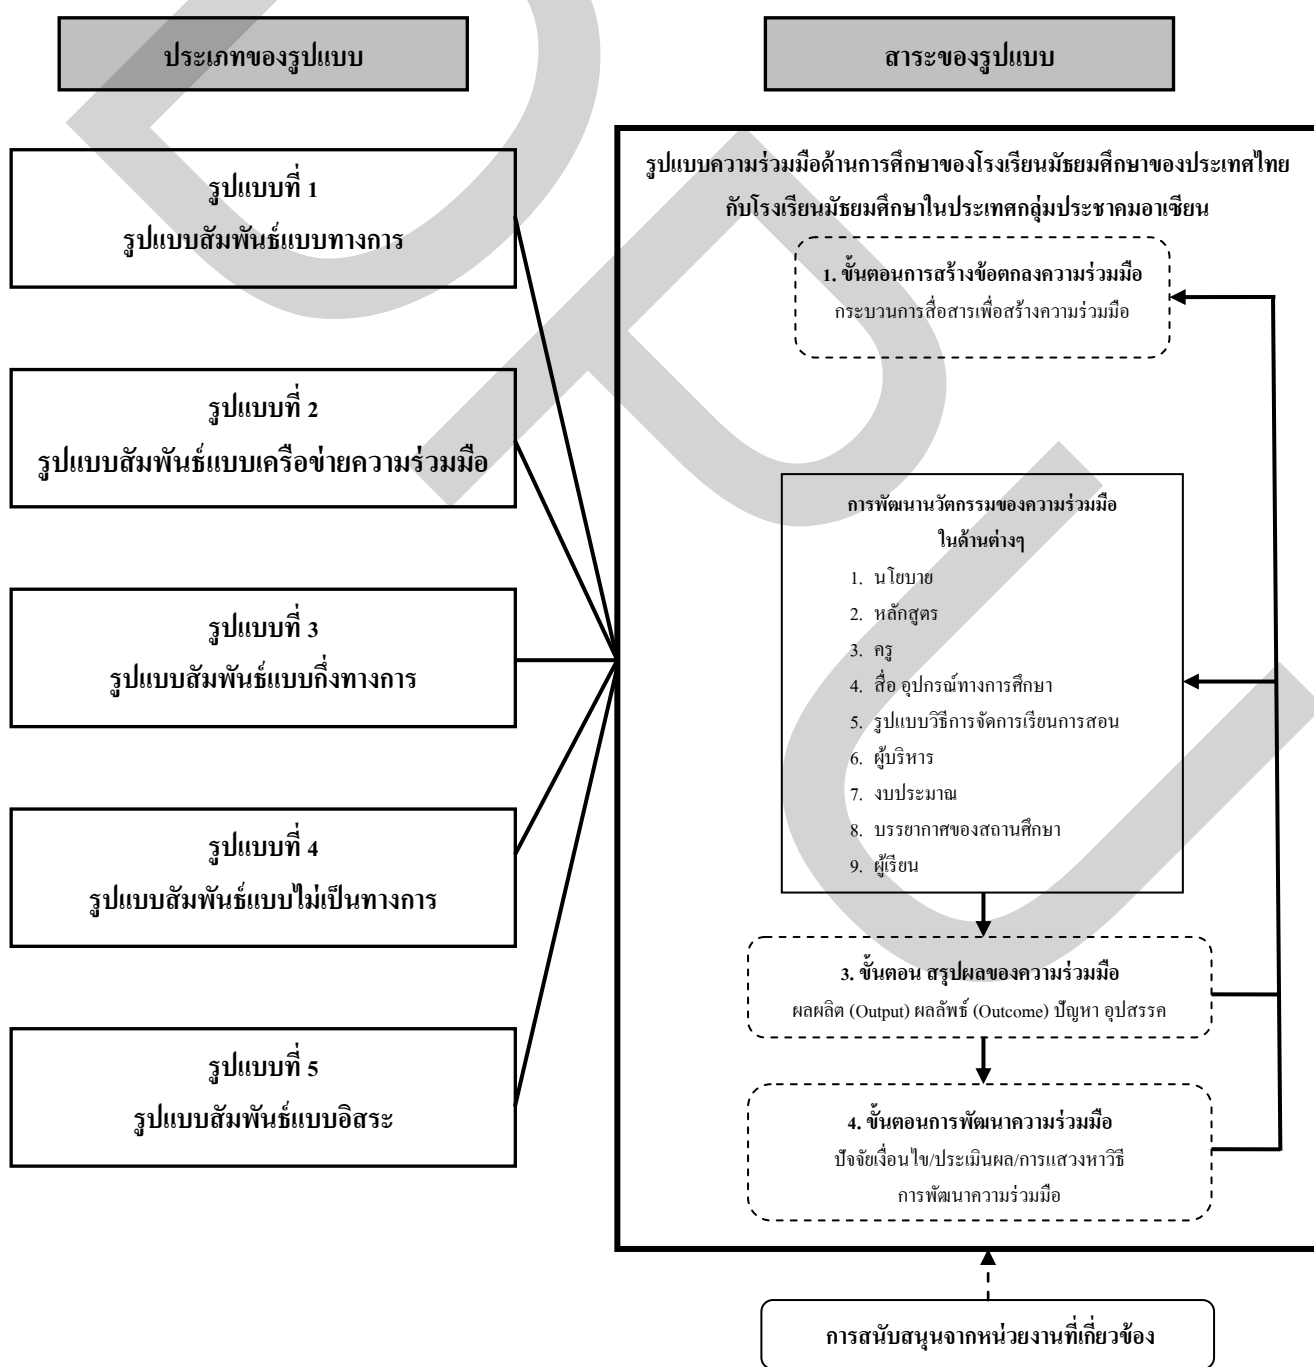 ประเภทของรูปแบบ
รูปแบบที่ 1
รูปแบบสัมพันธ์แบบทางการ
รูปแบบที่ 2
รูปแบบสัมพันธ์แบบเครือข่ายความร่วมมือ
รูปแบบที่ 3
รูปแบบสัมพันธ์แบบกึ่งทางการ
รูปแบบที่ 4
รูปแบบสัมพันธ์แบบไม่เป็นทางการ
รูปแบบที่ 5
รูปแบบสัมพันธ์แบบอิสระ
สาระของรูปแบบ
รูปแบบความร่วมมือด้านการศึกษาของโรงเรียนมัธยมศึกษาของประเทศไทย
กับโรงเรียนมัธยมศึกษาในประเทศกลุ่มประชาคมอาเซียน
1. ขั้นตอนการสร้างข้อตกลงความร่วมมือ
กระบวนการสื่อสารเพื่อสร้างความร่วมมือ
การพัฒนานวัตกรรมของความร่วมมือ
ในด้านต่างๆ
1. นโยบาย
2. หลักสูตร
3. ครู
4. สื่อ อุปกรณ์ทางการศึกษา
5. รูปแบบวิธีการจัดการเรียนการสอน
6. ผู้บริหาร
7. งบประมาณ
8. บรรยากาศของสถานศึกษา
9. ผู้เรียน
3. ขั้นตอน สรุปผลของความร่วมมือ
ผลผลิต (Output) ผลลัพธ์ (Outcome) ปัญหา อุปสรรค
4. ขั้นตอนการพัฒนาความร่วมมือ
ปัจจัยเงื่อนไข/ประเมินผล/การแสวงหาวิธี
การพัฒนาความร่วมมือ
การสนับสนุนจากหน่วยงานที่เกี่ยวข้อง
DPU